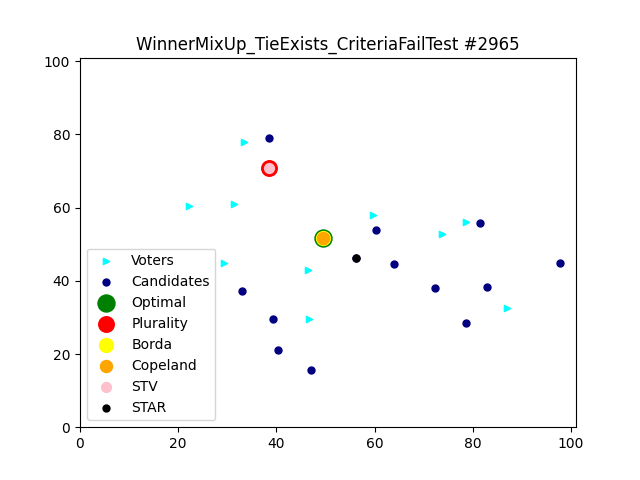 WinnerMixUp_TieExists_CriteriaFailTest #2965
100
80
60
40
20
0
Voters
Candidates
Optimal
Plurality
Borda
Copeland
STV
STAR
0 20 40 60 80 100